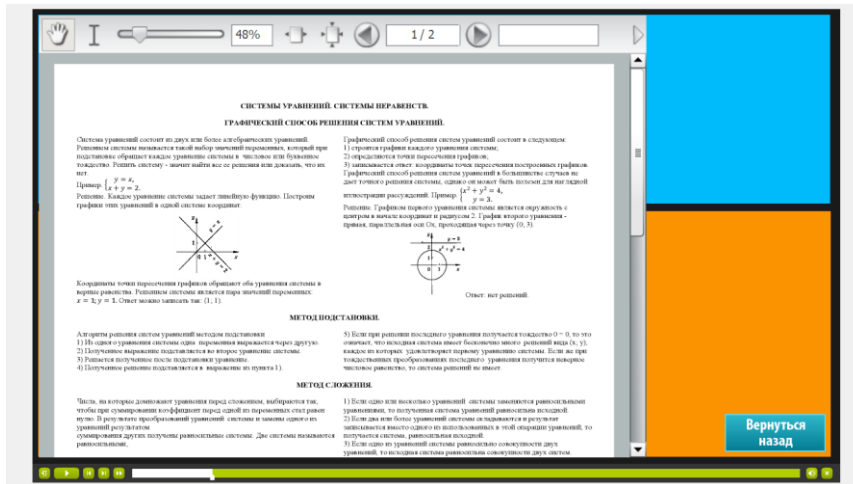 48%
1 / 2
СИСТЕМЫ УРАВНЕНИЙ. СИСТЕМЫ НЕРАВЕНСТВ.
ГРАФИЧЕСКИЙ СПОСОБ РЕШЕНИЯ СИСТЕМ УРАВНЕНИЙ.
Система уравнений состоит из двух или более алгебраических уравнений.
Решением системы называется такой набор значений переменных, который при
подстановке обращает каждое уравнение системы в числовое или буквенное
тождество. Решить систему - значит найти все ее решения или доказать, что их
нет.
Пример. { y = x,
x + y = 2.
Решение. Каждое уравнение системы задает линейную функцию. Построим
графики этих уравнений в одной системе координат.
Координаты точки пересечения графиков обращают оба уравнения системы в
верные равенства. Решением системы является пара значений переменных:
x = 1; y = 1. Ответ можно записать так: (1; 1).
Графический способ решения систем уравнений состоит в следующем:
1) строятся графики каждого уравнения системы;
2) определяются точки пересечения графиков;
3) записывается ответ: координаты точек пересечения построенных графиков.
Графический способ решения систем уравнений в большинстве случаев не
дает точного решения системы, однако он может быть полезен для наглядной
иллюстрации рассуждений. Пример. { x² + y² = 4,
y = 3.
Решение. Графиком первого уравнения системы является окружность с
центром в начале координат и радиусом 2. График второго уравнения -
прямая, параллельная оси Ox, проходящая через точку (0; 3).
y = 3
x² + y² = 4
Ответ: нет решений.
МЕТОД ПОДСТАНОВКИ.
Алгоритм решения систем уравнений методом подстановки
1) Из одного уравнения системы одна переменная выражается через другую.
2) Полученное выражение подставляется во второе уравнение системы.
3) Решается полученное после подстановки уравнение.
4) Полученное решение подставляется в выражение из пункта 1).
5) Если при решении последнего уравнения получается тождество 0 = 0, то это
означает, что исходная система имеет бесконечно много решений вида (x; y),
каждое из которых удовлетворяет первому уравнению системы. Если же при
тождественных преобразованиях последнего уравнения получится неверное
числовое равенство, то система решений не имеет.
МЕТОД СЛОЖЕНИЯ.
Числа, на которые домножают уравнения перед сложением, выбираются так,
чтобы при суммировании коэффициент перед одной из переменных стал равен
нулю. В результате преобразований уравнений системы и замены одного из
уравнений результатом
суммирования других получены равносильные системы. Две системы называются
равносильными,
1) Если одно или несколько уравнений системы заменяются равносильными
уравнениями, то полученная система уравнений равносильна исходной.
2) Если два или более уравнений системы складываются и результат
записывается вместо одного из использованных в этой операции уравнений, то
получается система, равносильная исходной.
3) Если одно из уравнений системы равносильно совокупности двух
уравнений, то исходная система равносильна совокупности двух систем
Вернуться
назад